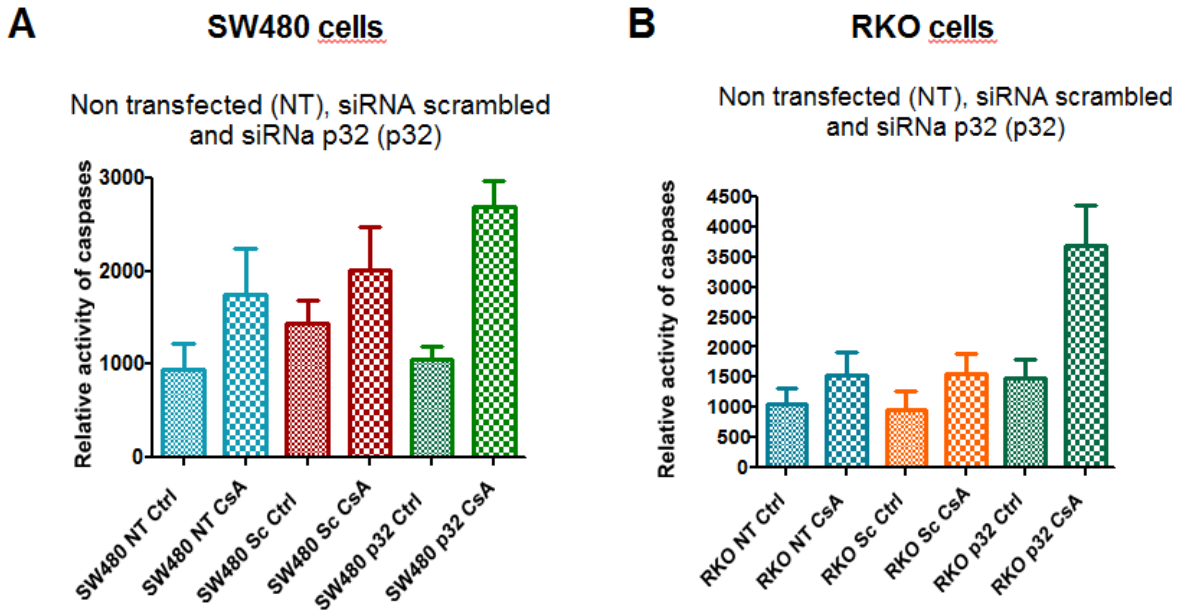 A
SW480 cells
Non transfected (NT), siRNA scrambled
and siRNa p32 (p32)
Relative activity of caspases
3000
2000
1000
0
SW480 NT Ctrl
SW480 NT CsA
SW480 Sc Ctrl
SW480 Sc CsA
SW480 p32 Ctrl
SW480 p32 CsA
B
RKO cells
Non transfected (NT), siRNA scrambled
and siRNa p32 (p32)
Relative activity of caspases
4500
4000
3500
3000
2500
2000
1500
1000
500
0
RKO NT Ctrl
RKO NT CsA
RKO Sc Ctrl
RKO Sc CsA
RKO p32 Ctrl
RKO p32 CsA